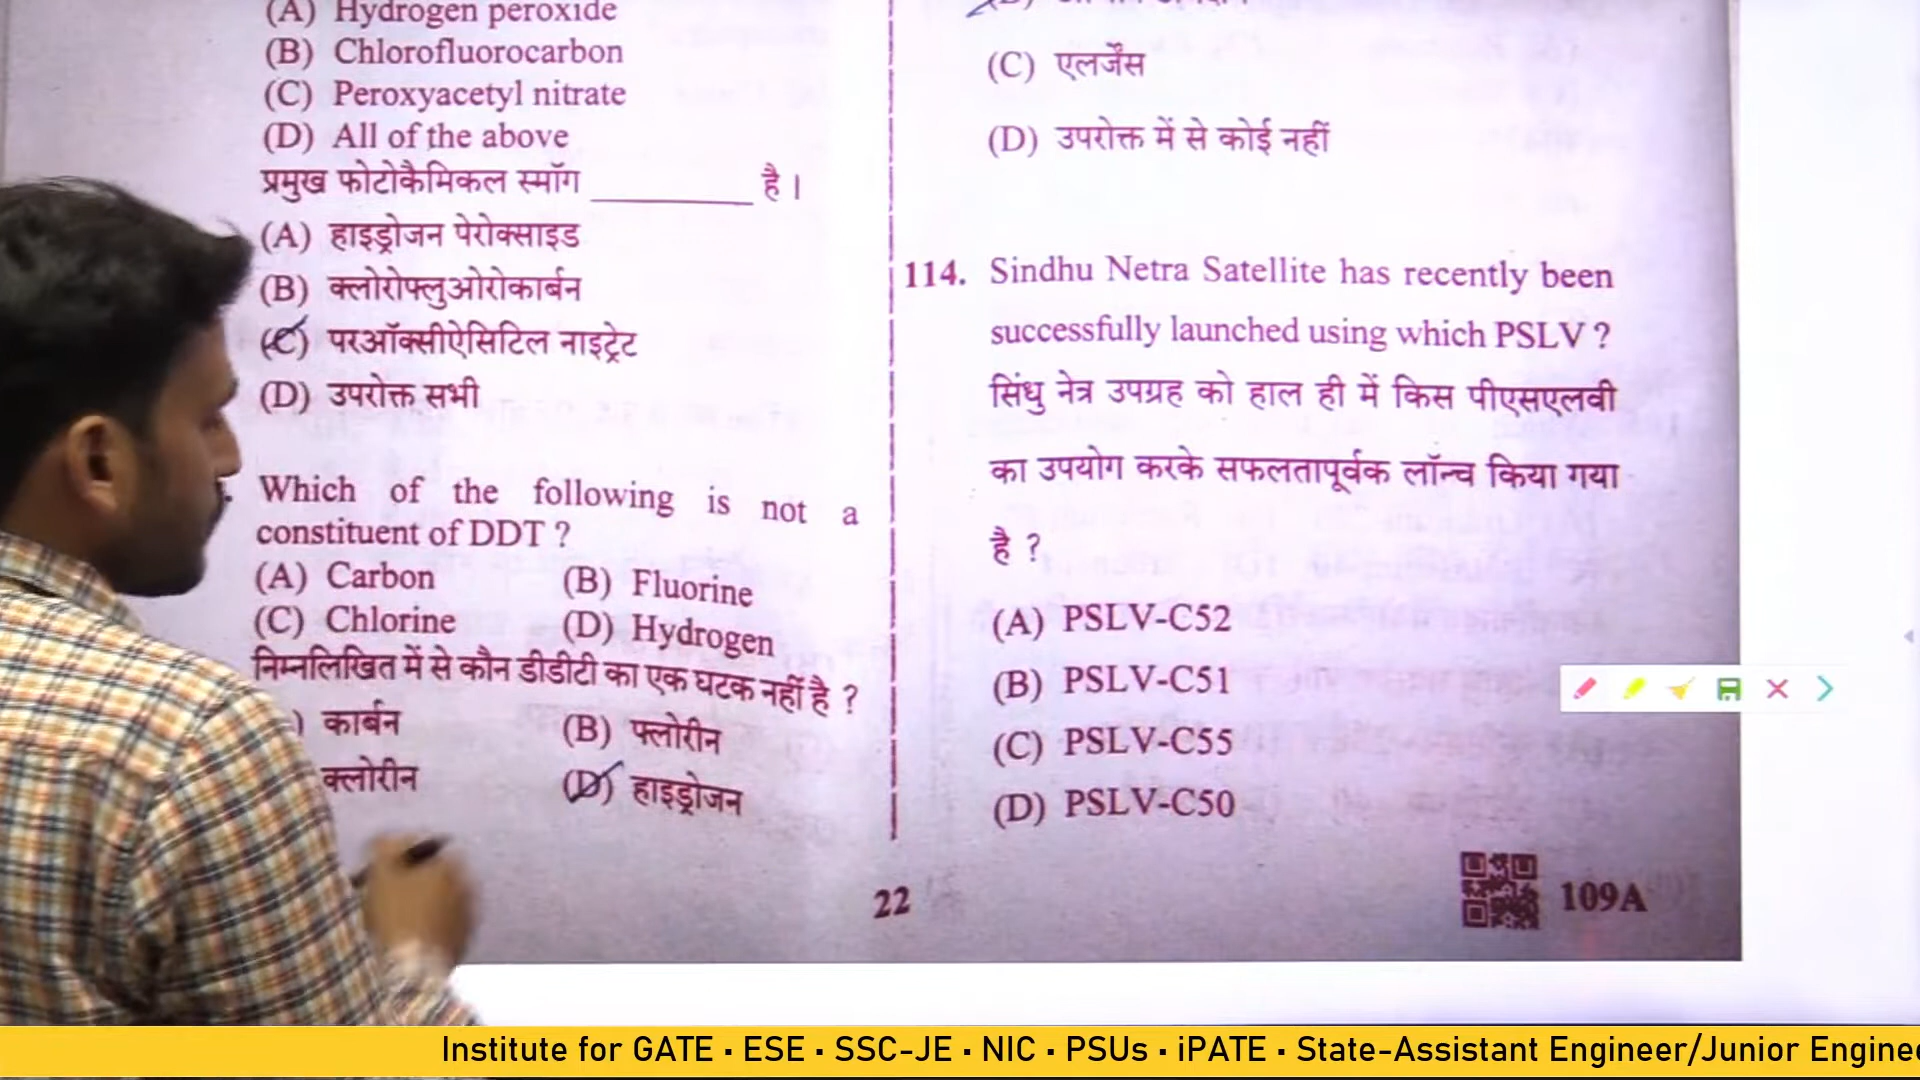 (A) Hydrogen peroxide
(B) Chlorofluorocarbon
(C) Peroxyacetyl nitrate
(D) All of the above
प्रमुख फोटोकैमिकल स्मॉग ________ है।
(A) हाइड्रोजन पेरोक्साइड
(B) क्लोरोफ्लुओरोकार्बन
(C) परऑक्सीऐसिटिल नाइट्रेट
(D) उपरोक्त सभी
Which of the following is not a
constituent of DDT ?
(A) Carbon (B) Fluorine
(C) Chlorine (D) Hydrogen
निम्नलिखित में से कौन डीडीटी का एक घटक नहीं है ?
) कार्बन (B) फ्लोरीन
क्लोरीन (D) हाइड्रोजन
(C) एलर्जेंस
(D) उपरोक्त में से कोई नहीं
114. Sindhu Netra Satellite has recently been
successfully launched using which PSLV ?
सिंधु नेत्र उपग्रह को हाल ही में किस पीएसएलवी
का उपयोग करके सफलतापूर्वक लॉन्च किया गया
है ?
(A) PSLV-C52
(B) PSLV-C51
(C) PSLV-C55
(D) PSLV-C50
22
109A
Institute for GATE · ESE · SSC-JE · NIC · PSUs · iPATE · State-Assistant Engineer/Junior Enginee